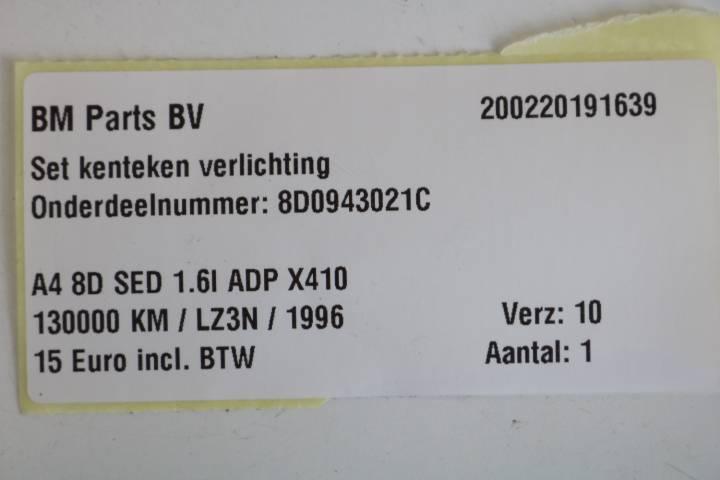 BM Parts BV 200220191639
Set kenteken verlichting
Onderdeelnummer: 8D0943021C
A4 8D SED 1.6I ADP X410
130000 KM / LZ3N / 1996 Verz: 10
15 Euro incl. BTW Aantal: 1